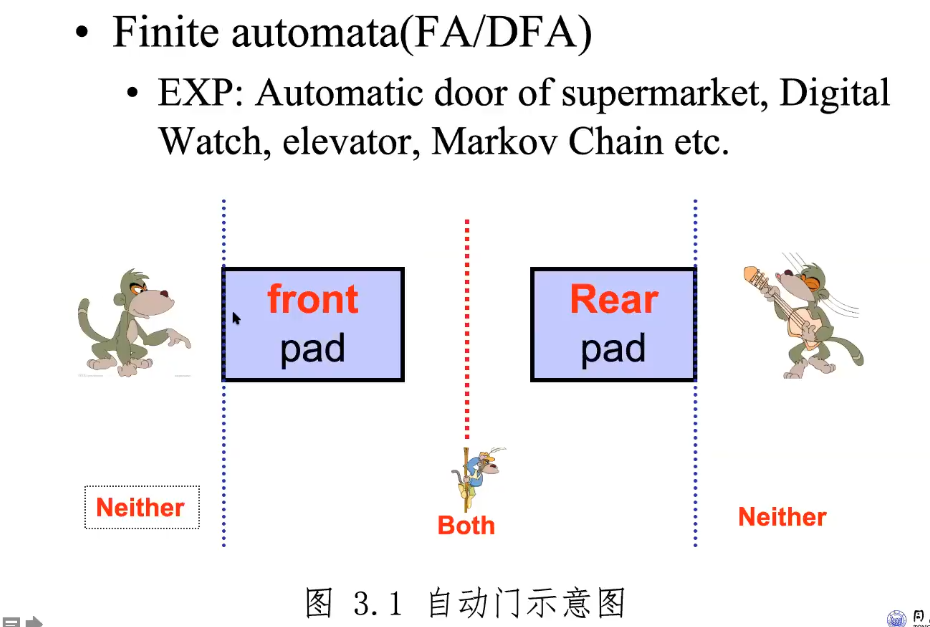 • Finite automata(FA/DFA)
• EXP: Automatic door of supermarket, Digital
Watch, elevator, Markov Chain etc.
front
pad
Rear
pad
Neither
Both
Neither
图 3.1 自动门示意图